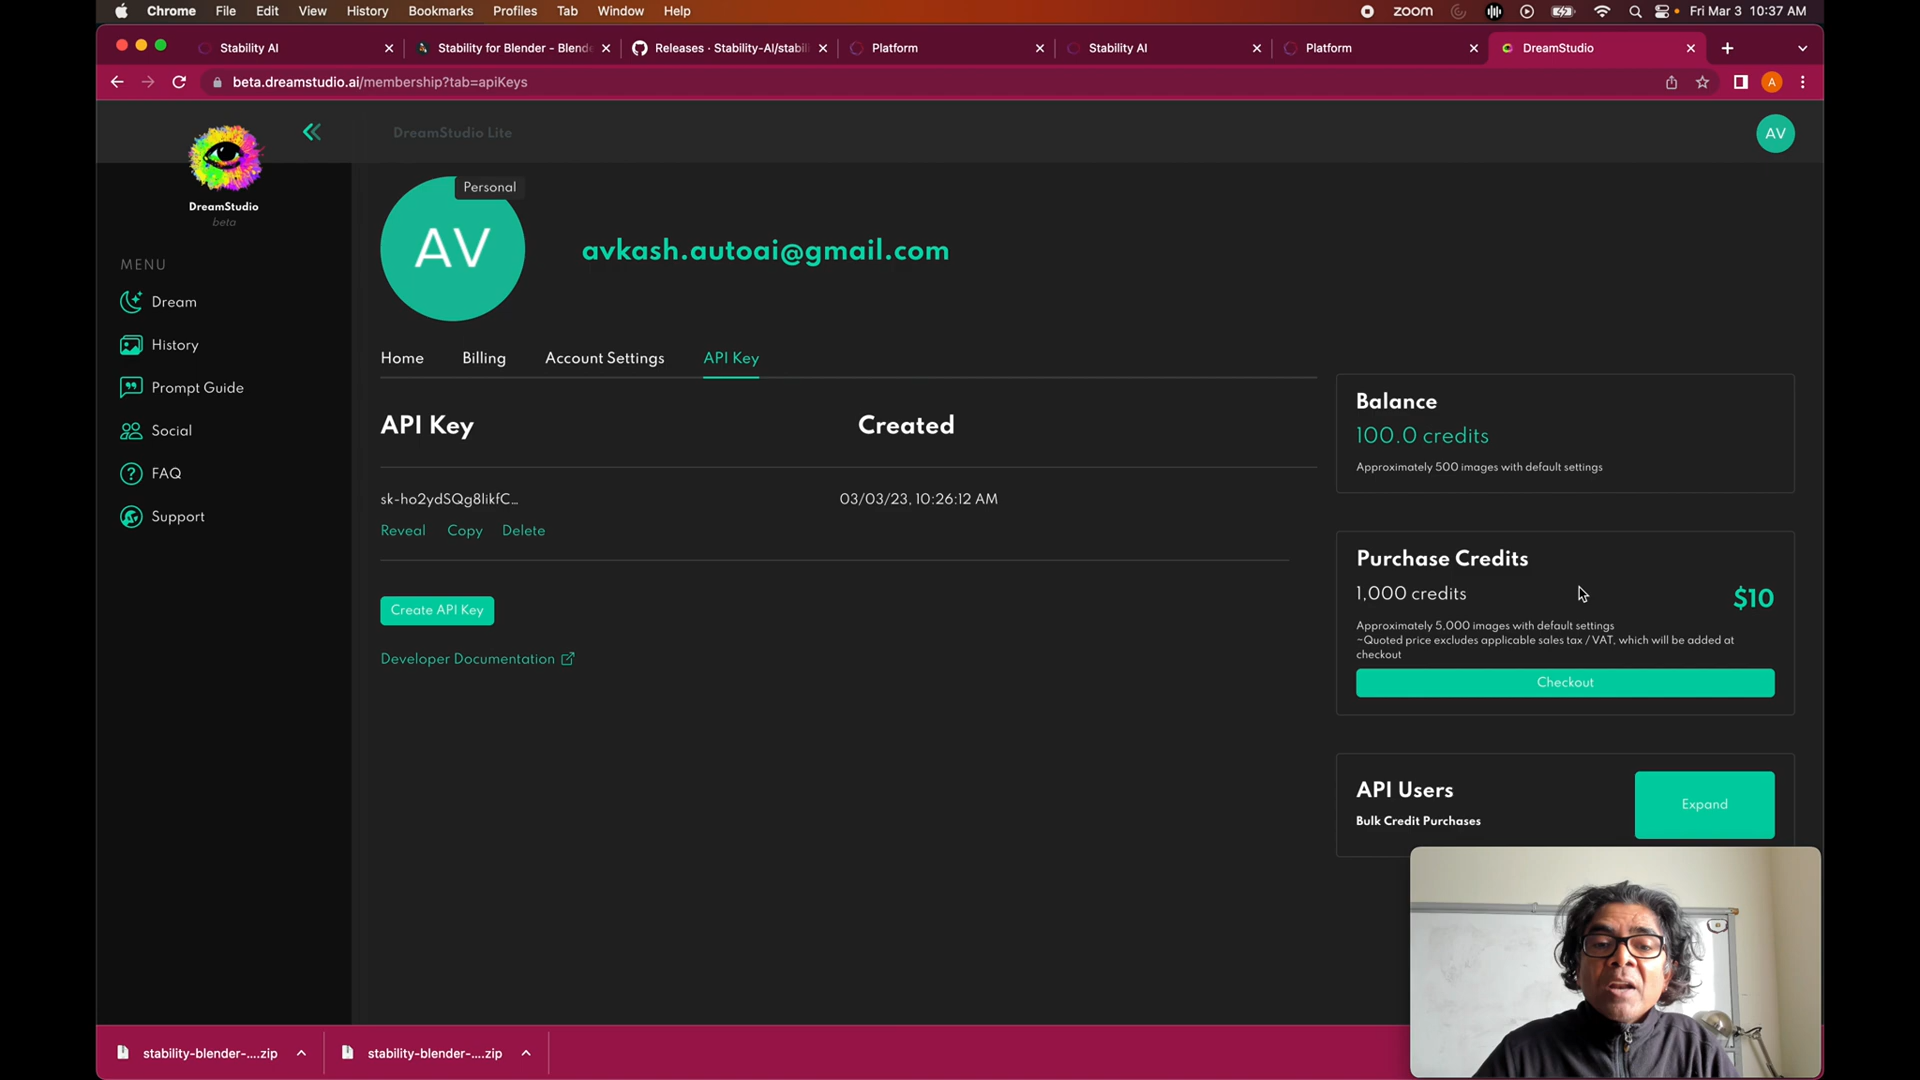 Chrome File Edit View History Bookmarks Profiles Tab Window Help
zoom Fri Mar 3 10:37 AM
Stability AI
Stability for Blender - Blende
Releases · Stability-AI/stabili
Platform
Stability AI
Platform
DreamStudio
beta.dreamstudio.ai/membership?tab=apiKeys
A
DreamStudio
beta
DreamStudio Lite
AV
MENU
Dream
History
Prompt Guide
Social
FAQ
Support
Personal
AV
avkash.autoai@gmail.com
Home Billing Account Settings API Key
API Key Created
sk-ho2ydSQg8likfC... 03/03/23, 10:26:12 AM
Reveal Copy Delete
Create API Key
Developer Documentation
Balance
100.0 credits
Approximately 500 images with default settings
Purchase Credits
1,000 credits
$10
Approximately 5,000 images with default settings
~Quoted price excludes applicable sales tax / VAT, which will be added at
checkout
Checkout
API Users
Bulk Credit Purchases
Expand
stability-blender-....zip
stability-blender-....zip